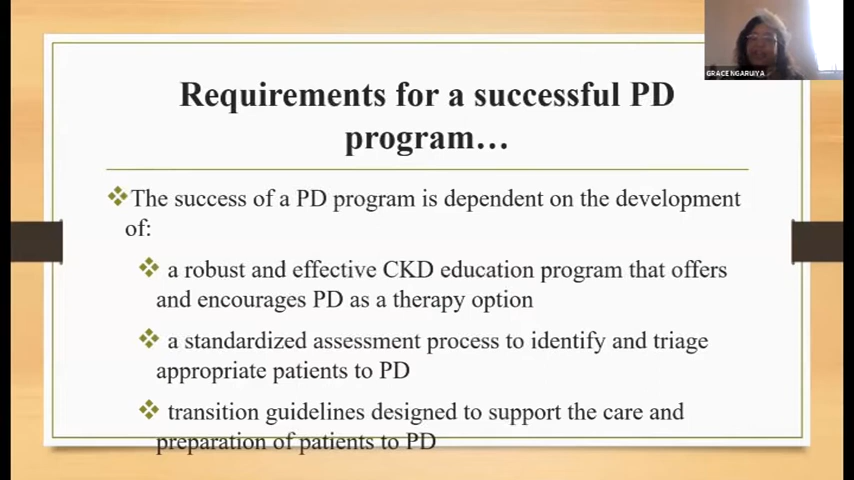 GRACE NGARUIYA
Requirements for a successful PD
program…
❖The success of a PD program is dependent on the development
of:
❖ a robust and effective CKD education program that offers
and encourages PD as a therapy option
❖ a standardized assessment process to identify and triage
appropriate patients to PD
❖ transition guidelines designed to support the care and
preparation of patients to PD